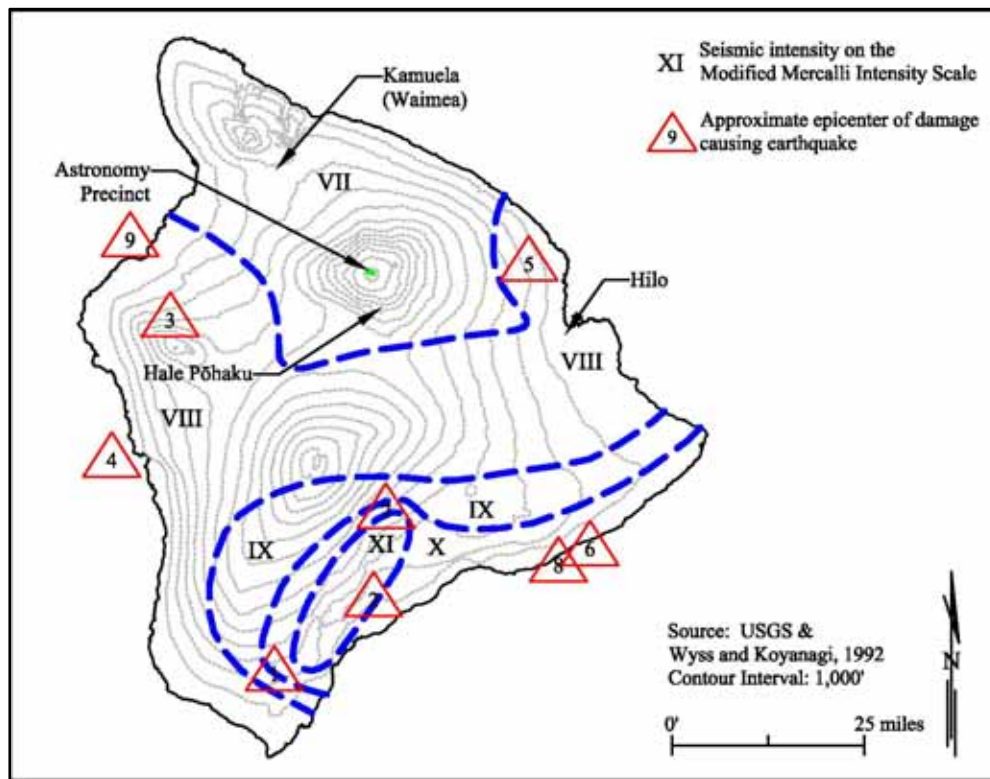 Kamuela
(Waimea)
XI Seismic intensity on the
Modified Mercalli Intensity Scale
9 Approximate epicenter of damage
causing earthquake
Astronomy
Precinct
VII
9
5
Hilo
3
Hale Pōhaku
VIII
VIII
4
IX
IX
XI
X
6
8
2
1
Source: USGS &
Wyss and Koyanagi, 1992
Contour Interval: 1,000'
N
0'
25 miles